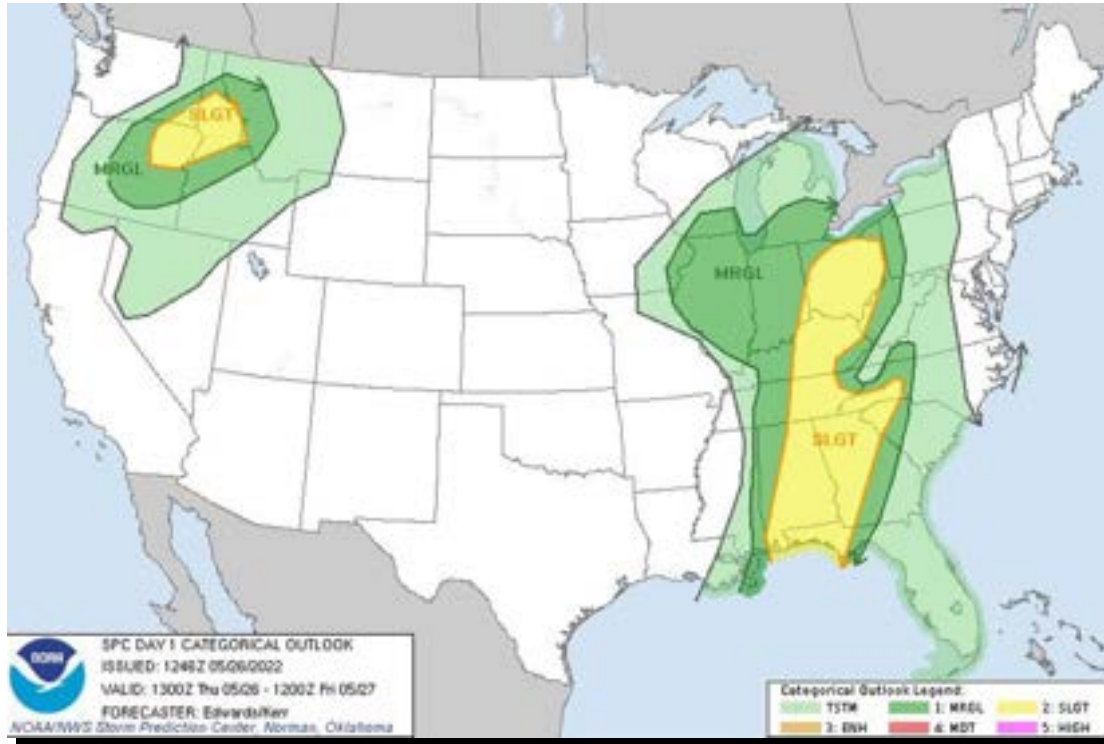 SLGT
MRGL
MRGL
SLGT
SPC DAY 1 CATEGORICAL OUTLOOK
ISSUED: 1246Z 05/26/2022
VALID: 1300Z Thu 05/26 - 1200Z Fri 05/27
FORECASTER: Edwards/Kerr
NOAA/NWS Storm Prediction Center, Norman, Oklahoma
NOAA
Categorical Outlook Legend:
TSTM 1: MRGL 2: SLGT
3: ENH 4: MDT 5: HIGH